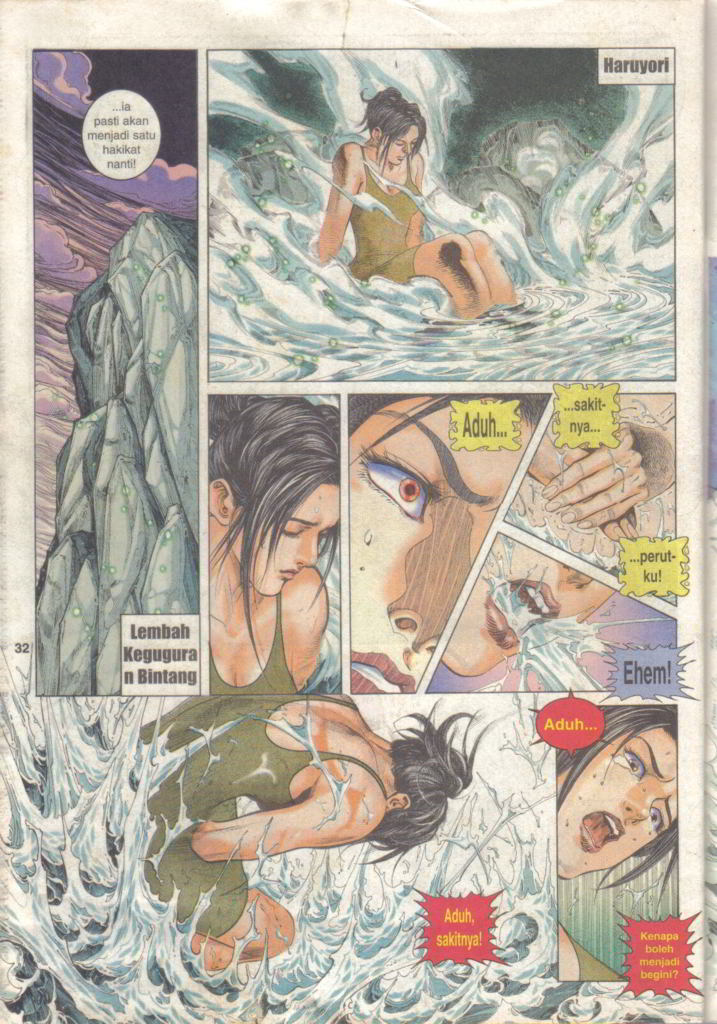 ...ia
pasti akan
menjadi satu
hakikat
nanti!
Haruyori
Lembah
Kegugura
n Bintang
Aduh...
...sakit-
nya...
...perut-
ku!
Ehem!
Aduh...
Aduh,
sakitnya!
Kenapa
boleh
menjadi
begini?
32